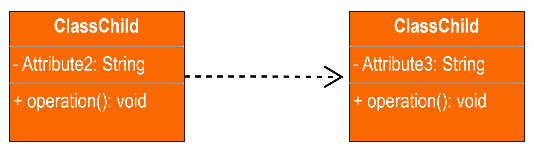 ClassChild
- Attribute2: String
+ operation(): void
ClassChild
- Attribute3: String
+ operation(): void